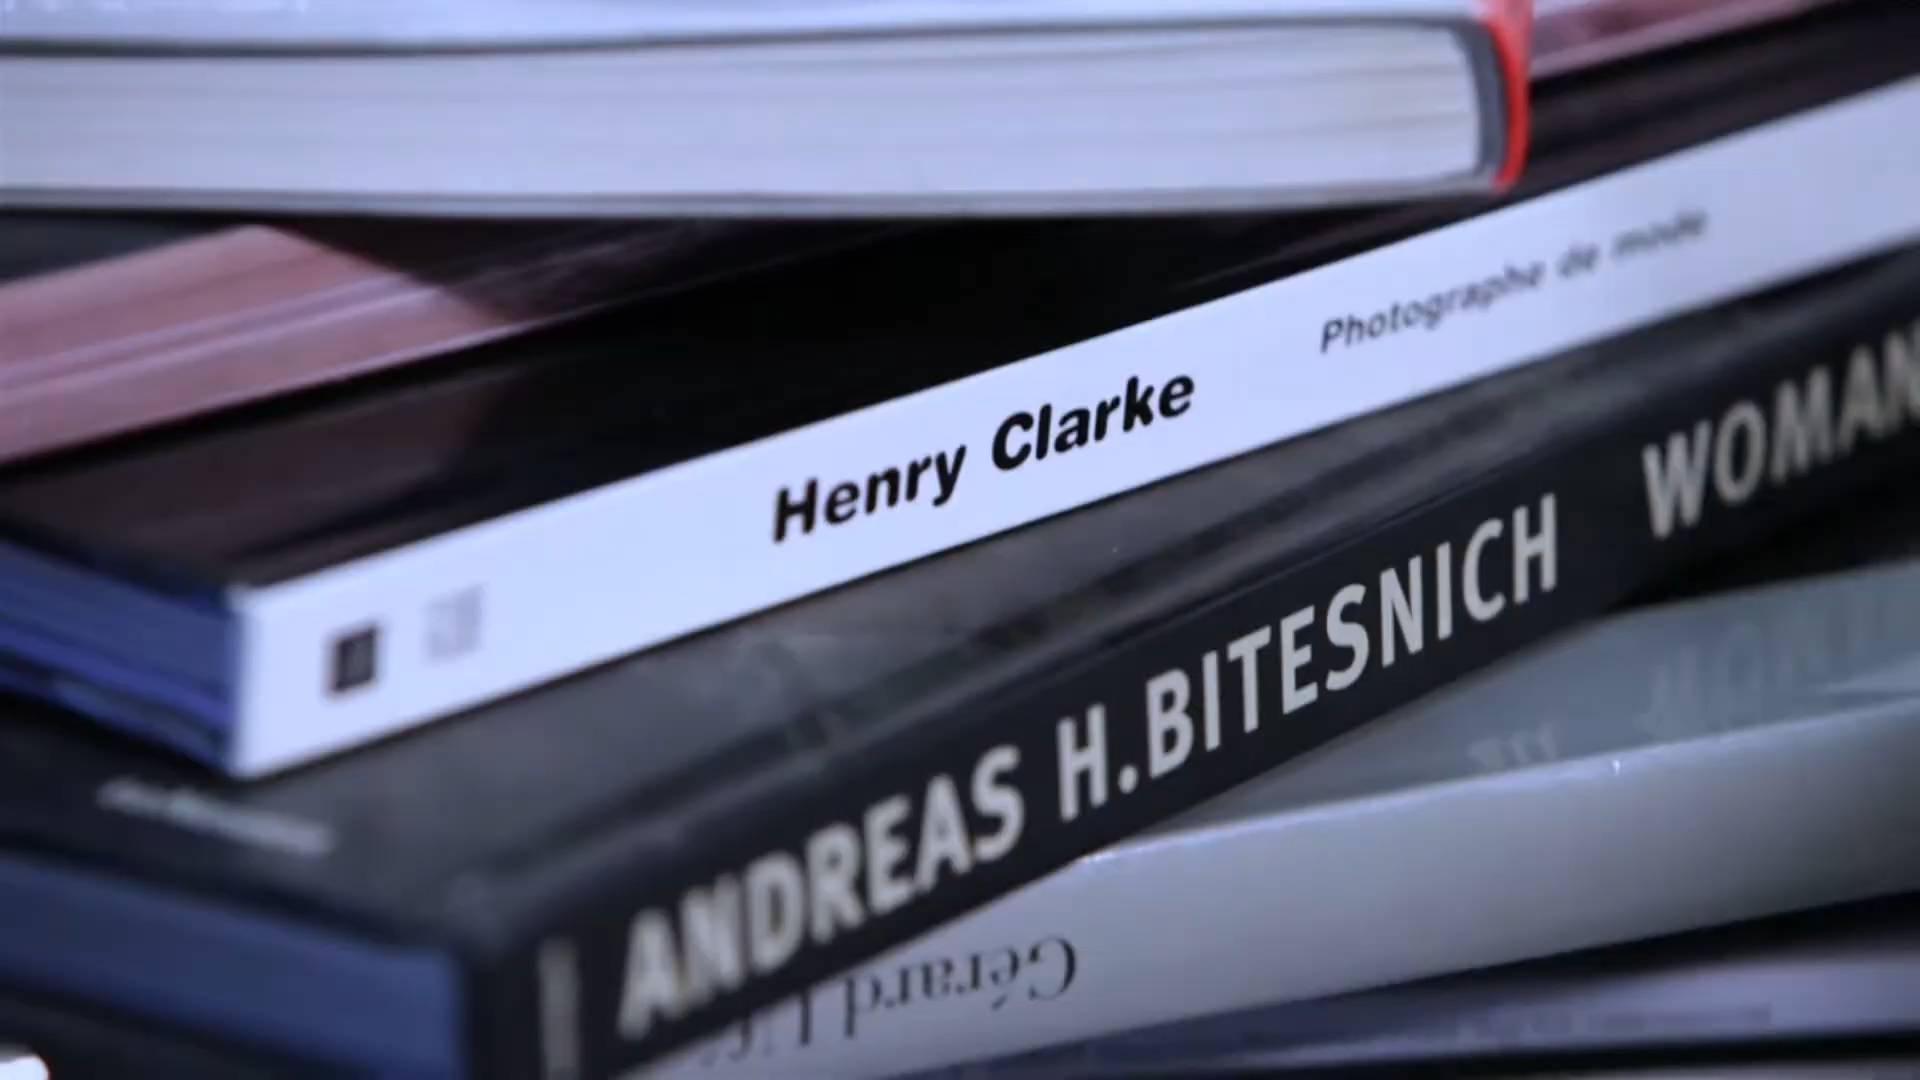 Henry Clarke Photographe de mode
ANDREAS H.BITESNICH WOMAN
Gérard